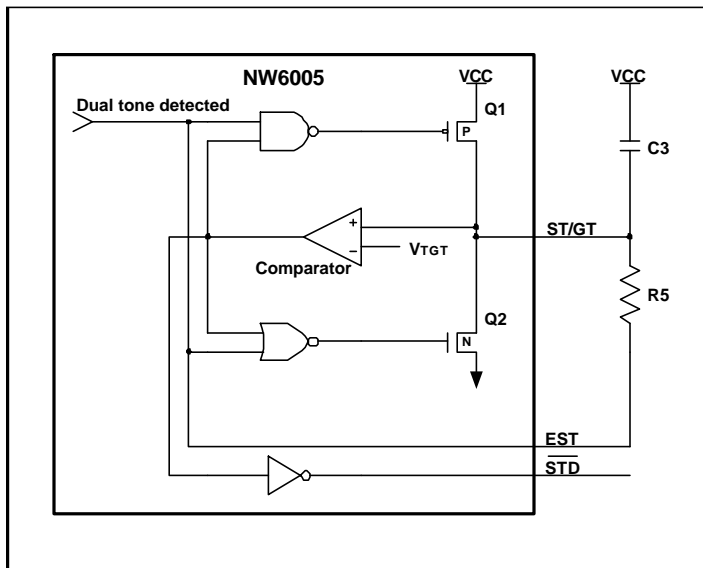 NW6005
VCC
VCC
Dual tone detected
Q1
P
C3
+
ST/GT
−
VTGT
Comparator
R5
Q2
N
EST
STD